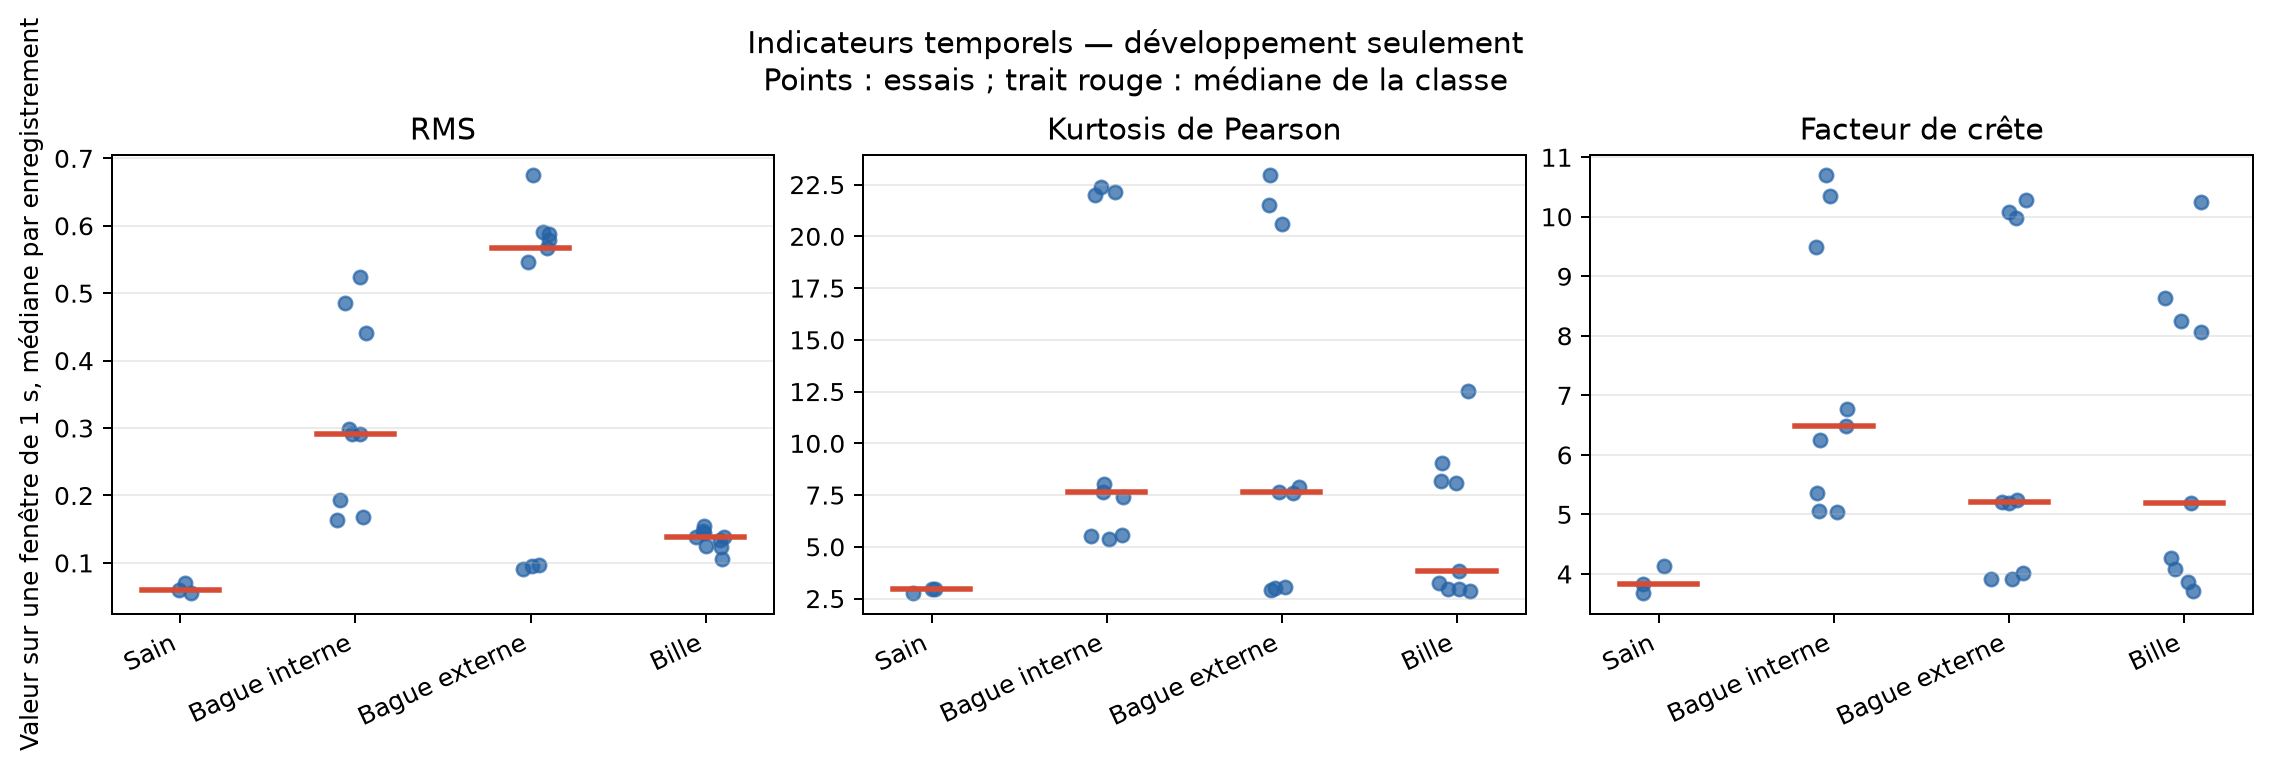 Indicateurs temporels — développement seulement
Points : essais ; trait rouge : médiane de la classe
Valeur sur une fenêtre de 1 s, médiane par enregistrement
RMS
0.7
0.6
0.5
0.4
0.3
0.2
0.1
Sain
Bague interne
Bague externe
Bille
Kurtosis de Pearson
22.5
20.0
17.5
15.0
12.5
10.0
7.5
5.0
2.5
Sain
Bague interne
Bague externe
Bille
Facteur de crête
11
10
9
8
7
6
5
4
Sain
Bague interne
Bague externe
Bille